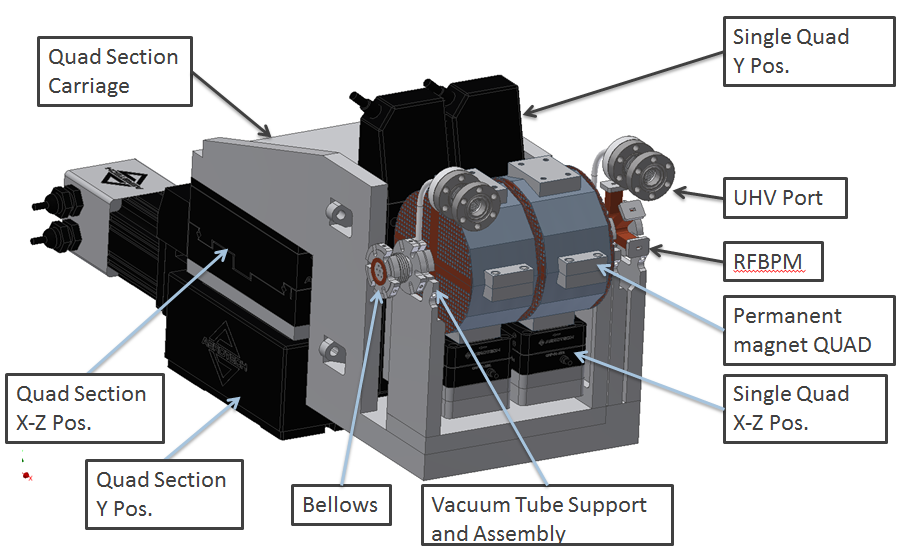 Single Quad
Y Pos.
Quad Section
Carriage
UHV Port
RFBPM
Permanent
magnet QUAD
Quad Section
X-Z Pos.
Single Quad
X-Z Pos.
Quad Section
Y Pos.
Bellows
Vacuum Tube Support
and Assembly
AEROTECH